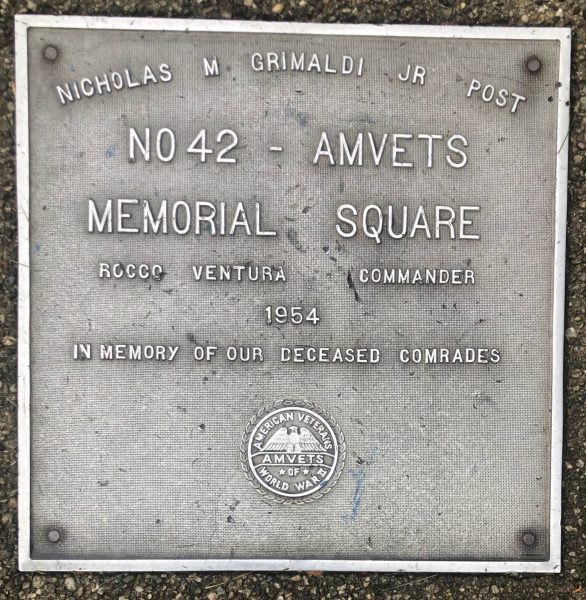 NICHOLAS M GRIMALDI JR POST
NO 42 - AMVETS
MEMORIAL SQUARE
ROCCO VENTURA COMMANDER
1954
IN MEMORY OF OUR DECEASED COMRADES
AMERICAN VETERANS
AMVETS
OF
WORLD WAR II